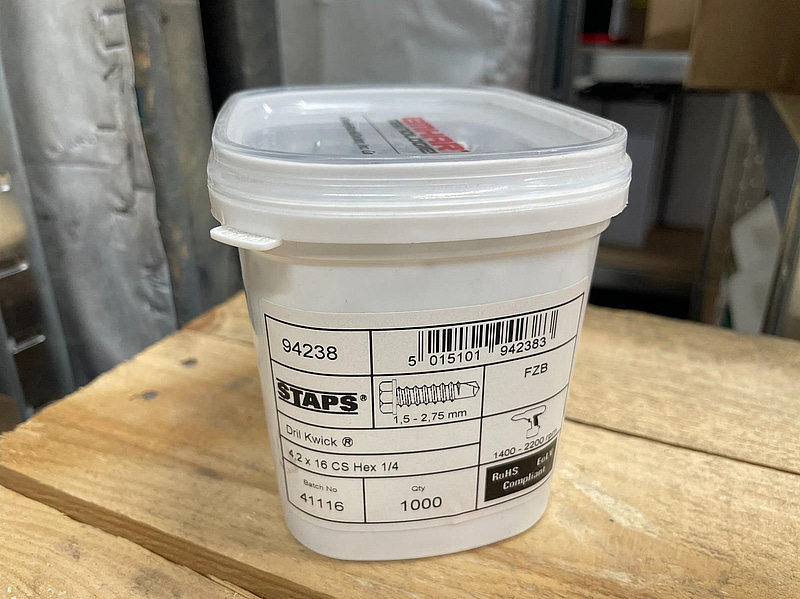 94238
5 015101 942383
STAPS®
1,5 - 2,75 mm
FZB
Dril Kwick ®
1400 - 2200 rpm
4,2 x 16 CS Hex 1/4
RoHS
Compliant
Batch No
41116
Qty
1000